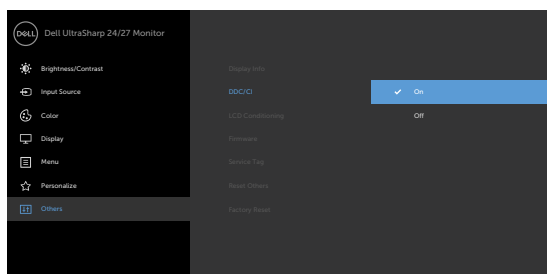 DELL
Dell UltraSharp 24/27 Monitor
Brightness/Contrast
Input Source
Color
Display
Menu
Personalize
Others
Display Info
DDC/CI
LCD Conditioning
Firmware
Service Tag
Reset Others
Factory Reset
On
Off